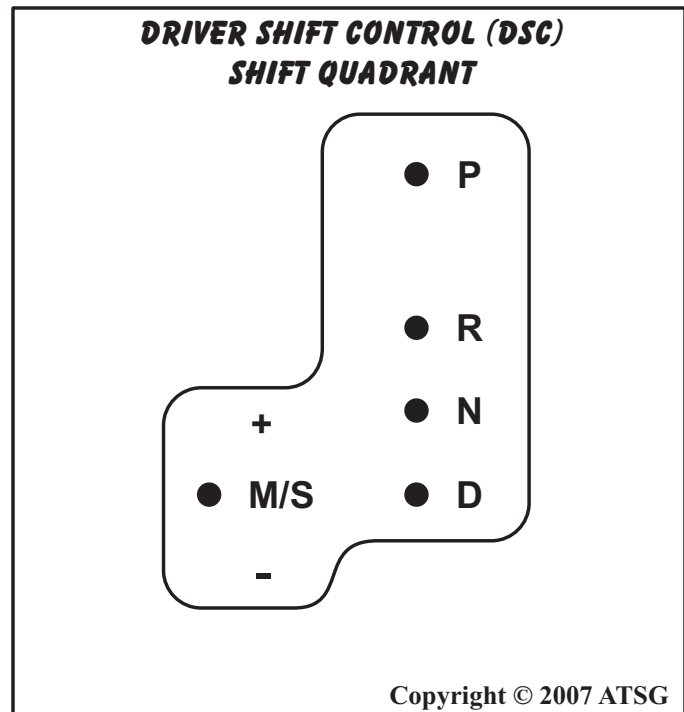 DRIVER SHIFT CONTROL (DSC)
SHIFT QUADRANT
P
R
N
+
M/S
D
-
Copyright © 2007 ATSG